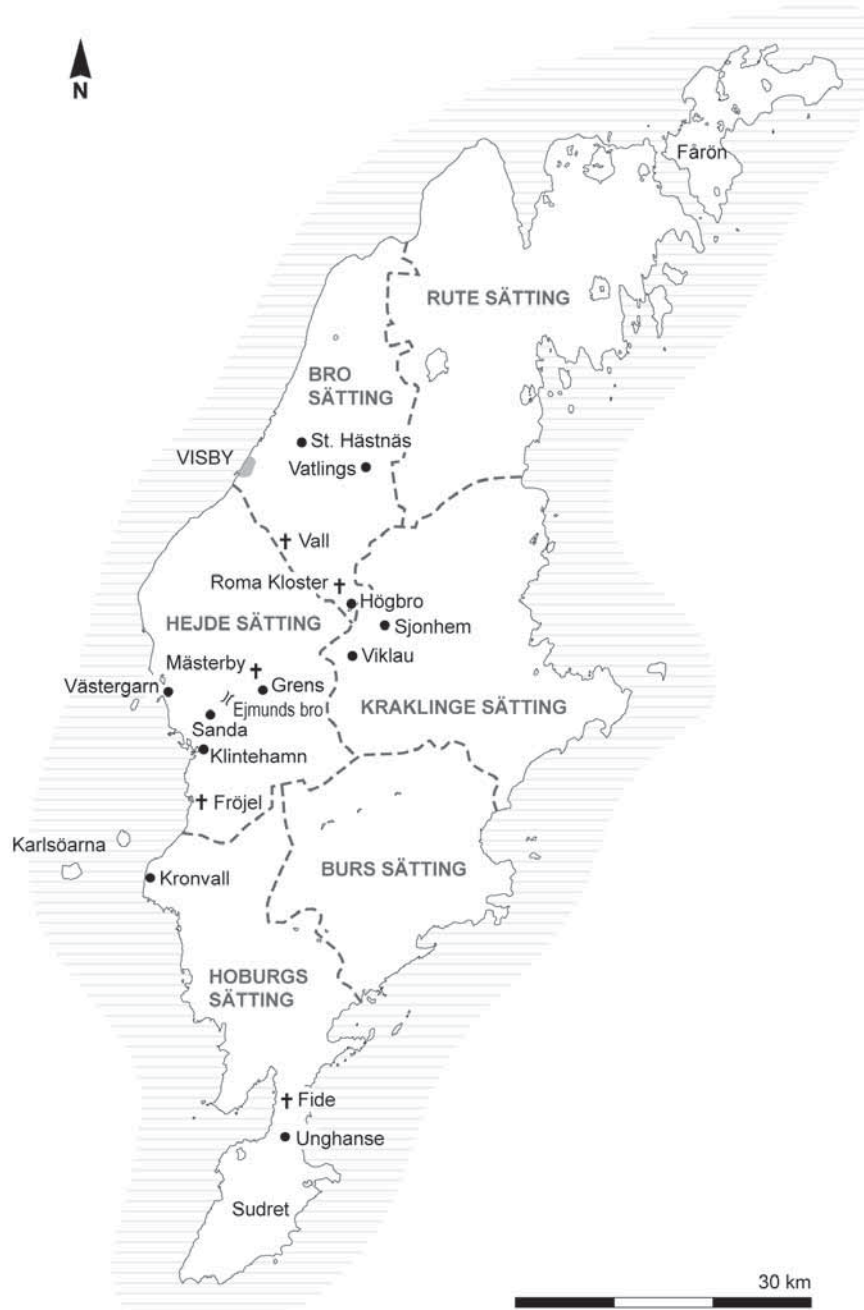 N
Fårön
RUTE SÄTTING
BRO
SÄTTING
St. Hästnäs
VISBY
Vatlings
Vall
Roma Kloster
Högbro
HEJDE SÄTTING
Sjonhem
Mästerby
Viklau
Västergarn
Grens
KRAKLINGE SÄTTING
Ejmunds bro
Sanda
Klintehamn
Fröjel
Karlsöarna
BURS SÄTTING
Kronvall
HOBURGS
SÄTTING
Fide
Unghanse
Sudret
30 km